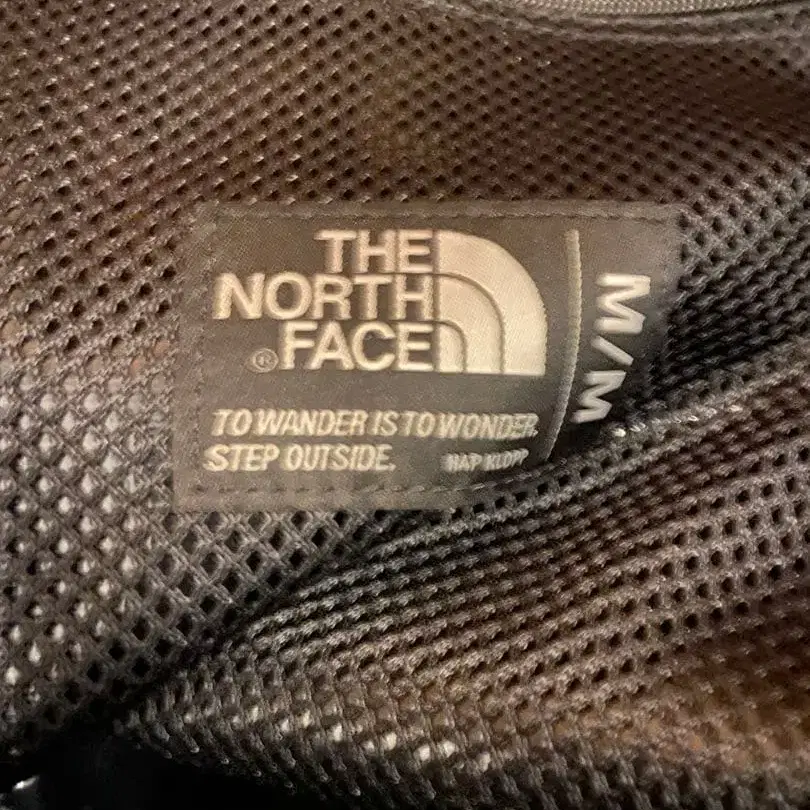 THE
NORTH
®FACE
TO WANDER IS TO WONDER.
STEP OUTSIDE. HAP KLOPP
M/M